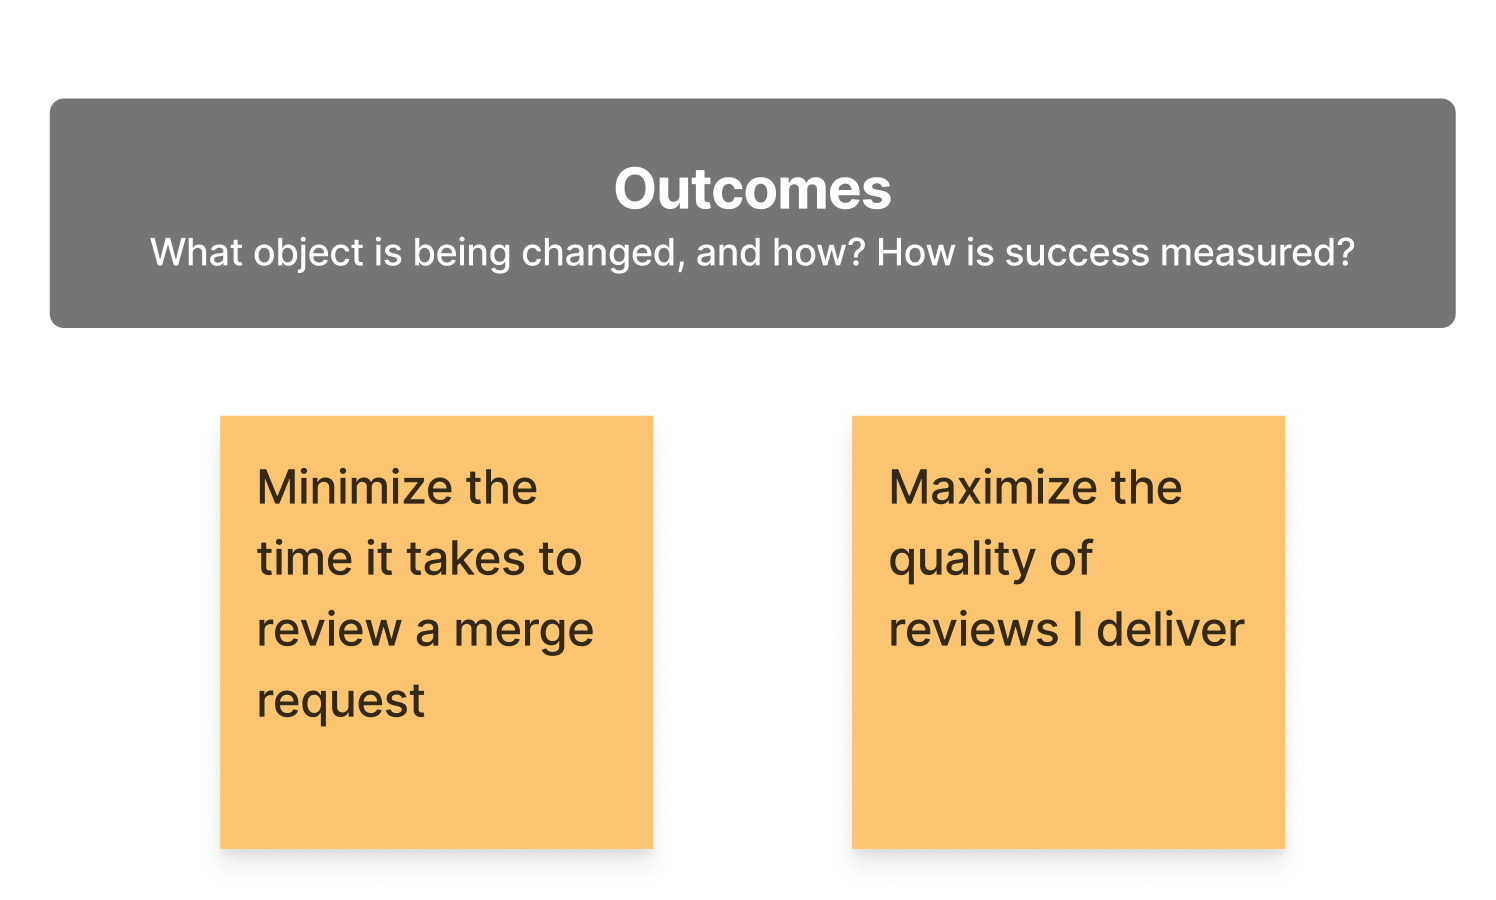 Outcomes
What object is being changed, and how? How is success measured?
Minimize the
time it takes to
review a merge
request
Maximize the
quality of
reviews I deliver